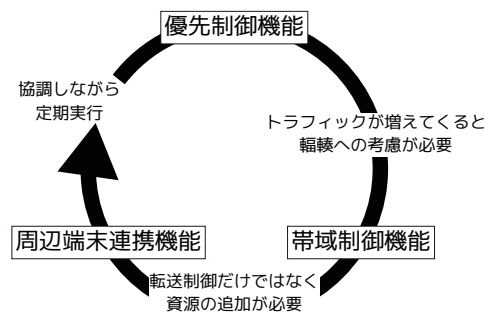 優先制御機能
協調しながら
定期実行
トラフィックが増えてくると
輻輳への考慮が必要
周辺端末連携機能
帯域制御機能
転送制御だけではなく
資源の追加が必要